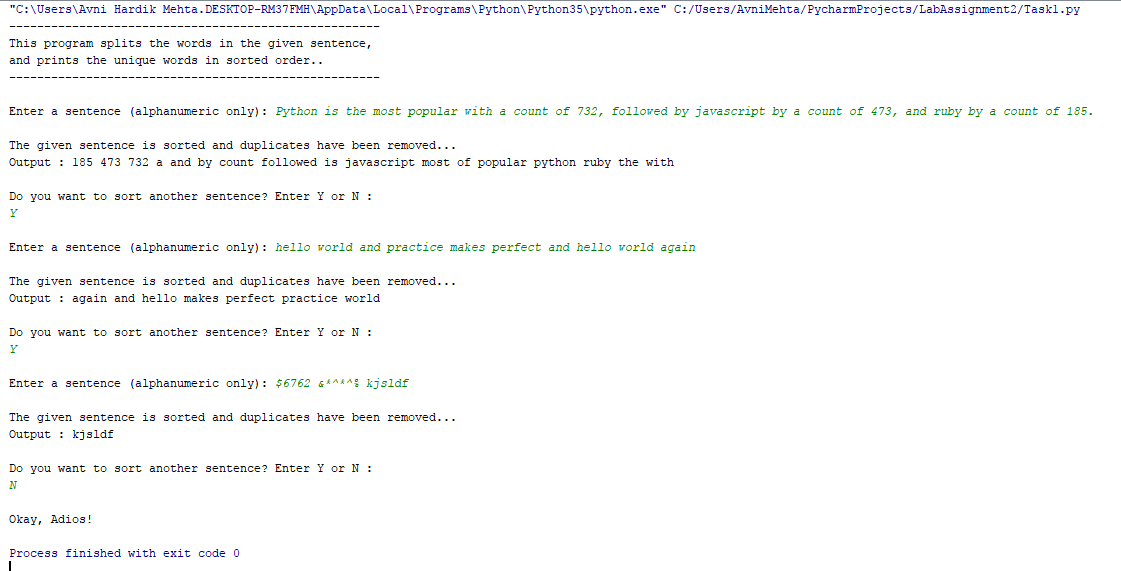 "C:\Users\Avni Hardik Mehta.DESKTOP-RM37FMH\AppData\Local\Programs\Python\Python35\python.exe" C:/Users/AvniMehta/PycharmProjects/LabAssignment2/Task1.py
-----------------------------------------------------
This program splits the words in the given sentence,
and prints the unique words in sorted order..
-----------------------------------------------------
Enter a sentence (alphanumeric only): Python is the most popular with a count of 732, followed by javascript by a count of 473, and ruby by a count of 185.
The given sentence is sorted and duplicates have been removed...
Output : 185 473 732 a and by count followed is javascript most of popular python ruby the with
Do you want to sort another sentence? Enter Y or N :
Y
Enter a sentence (alphanumeric only): hello world and practice makes perfect and hello world again
The given sentence is sorted and duplicates have been removed...
Output : again and hello makes perfect practice world
Do you want to sort another sentence? Enter Y or N :
Y
Enter a sentence (alphanumeric only): $6762 &*^*^% kjsldf
The given sentence is sorted and duplicates have been removed...
Output : kjsldf
Do you want to sort another sentence? Enter Y or N :
N
Okay, Adios!
Process finished with exit code 0